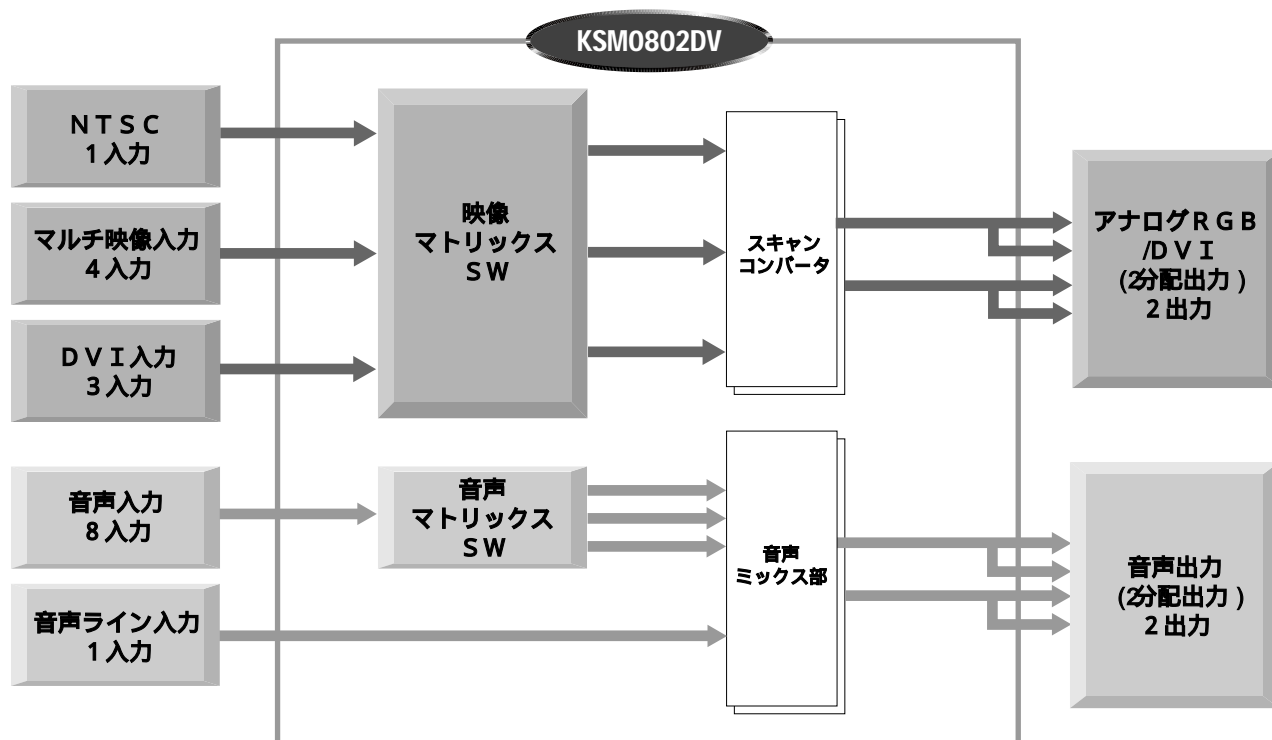 KSM0802DV
ＮＴＳＣ
1入力
マルチ映像入力
4入力
ＤＶＩ入力
3入力
音声入力
8入力
音声ライン入力
1入力
映像
マトリックス
ＳＷ
音声
マトリックス
ＳＷ
スキャン
コンバータ
音声
ミックス部
アナログＲＧＢ
/ＤＶＩ
(2分配出力)
2出力
音声出力
(2分配出力)
2出力